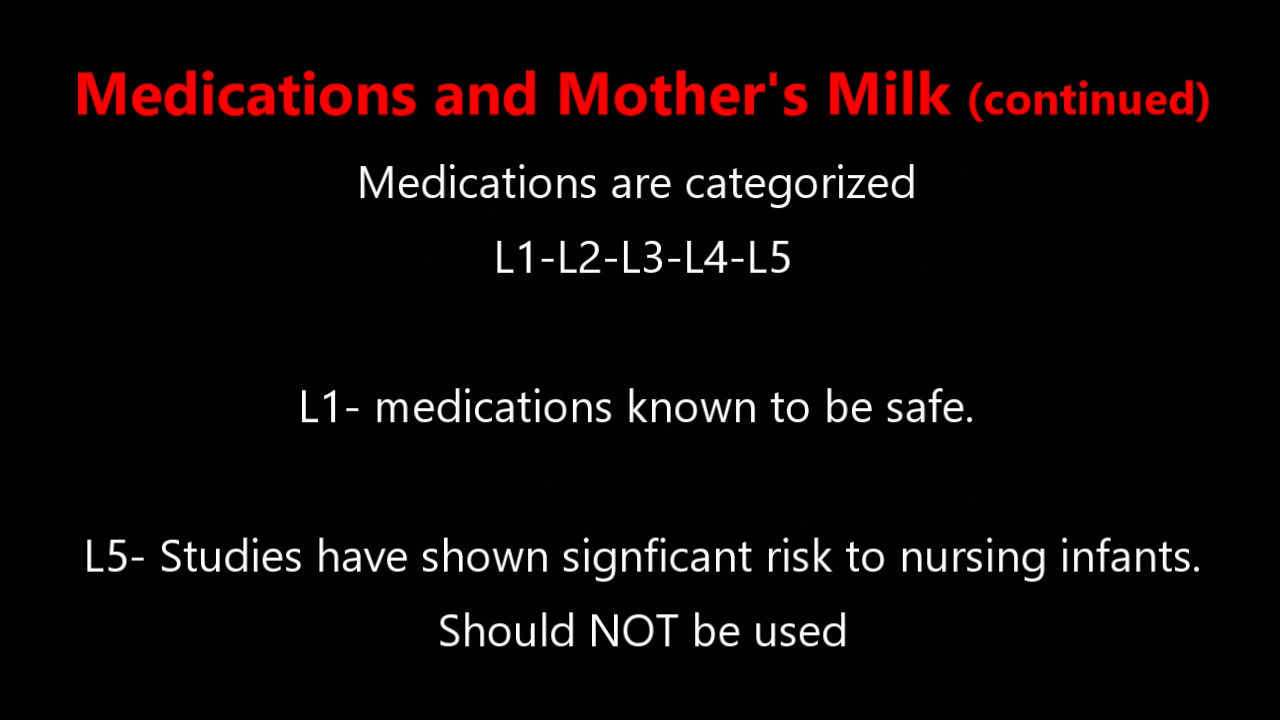 Medications and Mother's Milk (continued)
Medications are categorized
L1-L2-L3-L4-L5
L1- medications known to be safe.
L5- Studies have shown signficant risk to nursing infants.
Should NOT be used